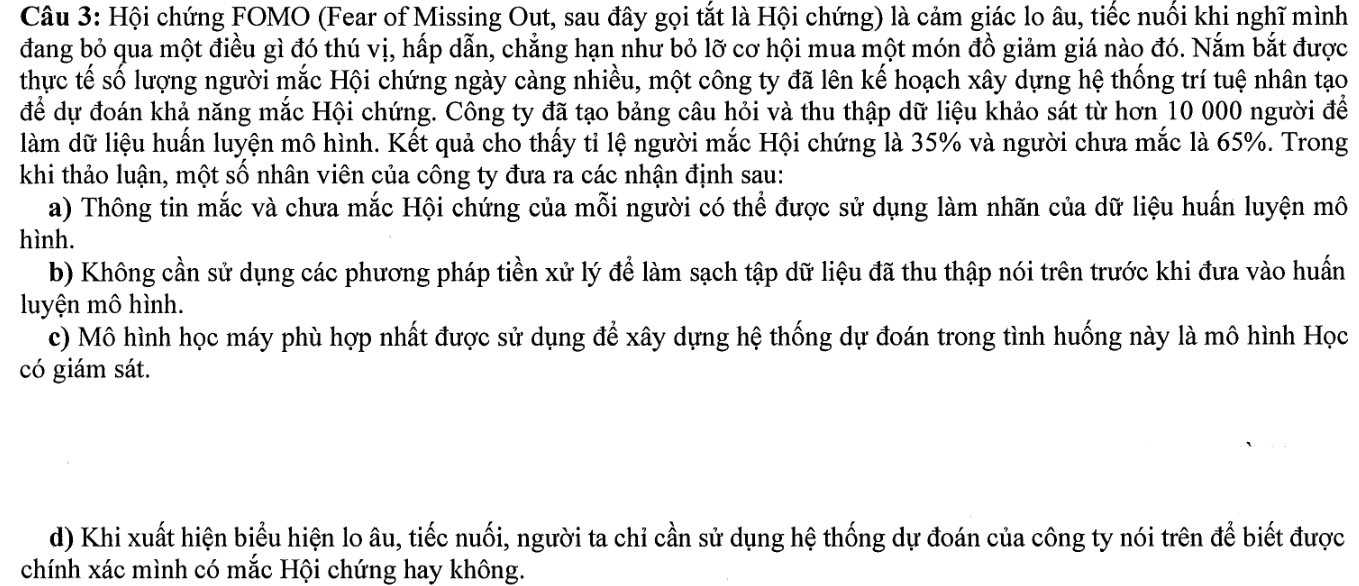 Câu 3: Hội chứng FOMO (Fear of Missing Out, sau đây gọi tắt là Hội chứng) là cảm giác lo âu, tiếc nuối khi nghĩ mình
đang bỏ qua một điều gì đó thú vị, hấp dẫn, chẳng hạn như bỏ lỡ cơ hội mua một món đồ giảm giá nào đó. Nắm bắt được
thực tế số lượng người mắc Hội chứng ngày càng nhiều, một công ty đã lên kế hoạch xây dựng hệ thống trí tuệ nhân tạo
để dự đoán khả năng mắc Hội chứng. Công ty đã tạo bảng câu hỏi và thu thập dữ liệu khảo sát từ hơn 10 000 người để
làm dữ liệu huấn luyện mô hình. Kết quả cho thấy tỉ lệ người mắc Hội chứng là 35% và người chưa mắc là 65%. Trong
khi thảo luận, một số nhân viên của công ty đưa ra các nhận định sau:
a) Thông tin mắc và chưa mắc Hội chứng của mỗi người có thể được sử dụng làm nhãn của dữ liệu huấn luyện mô
hình.
b) Không cần sử dụng các phương pháp tiền xử lý để làm sạch tập dữ liệu đã thu thập nói trên trước khi đưa vào huấn
luyện mô hình.
c) Mô hình học máy phù hợp nhất được sử dụng để xây dựng hệ thống dự đoán trong tình huống này là mô hình Học
có giám sát.
d) Khi xuất hiện biểu hiện lo âu, tiếc nuối, người ta chỉ cần sử dụng hệ thống dự đoán của công ty nói trên để biết được
chính xác mình có mắc Hội chứng hay không.